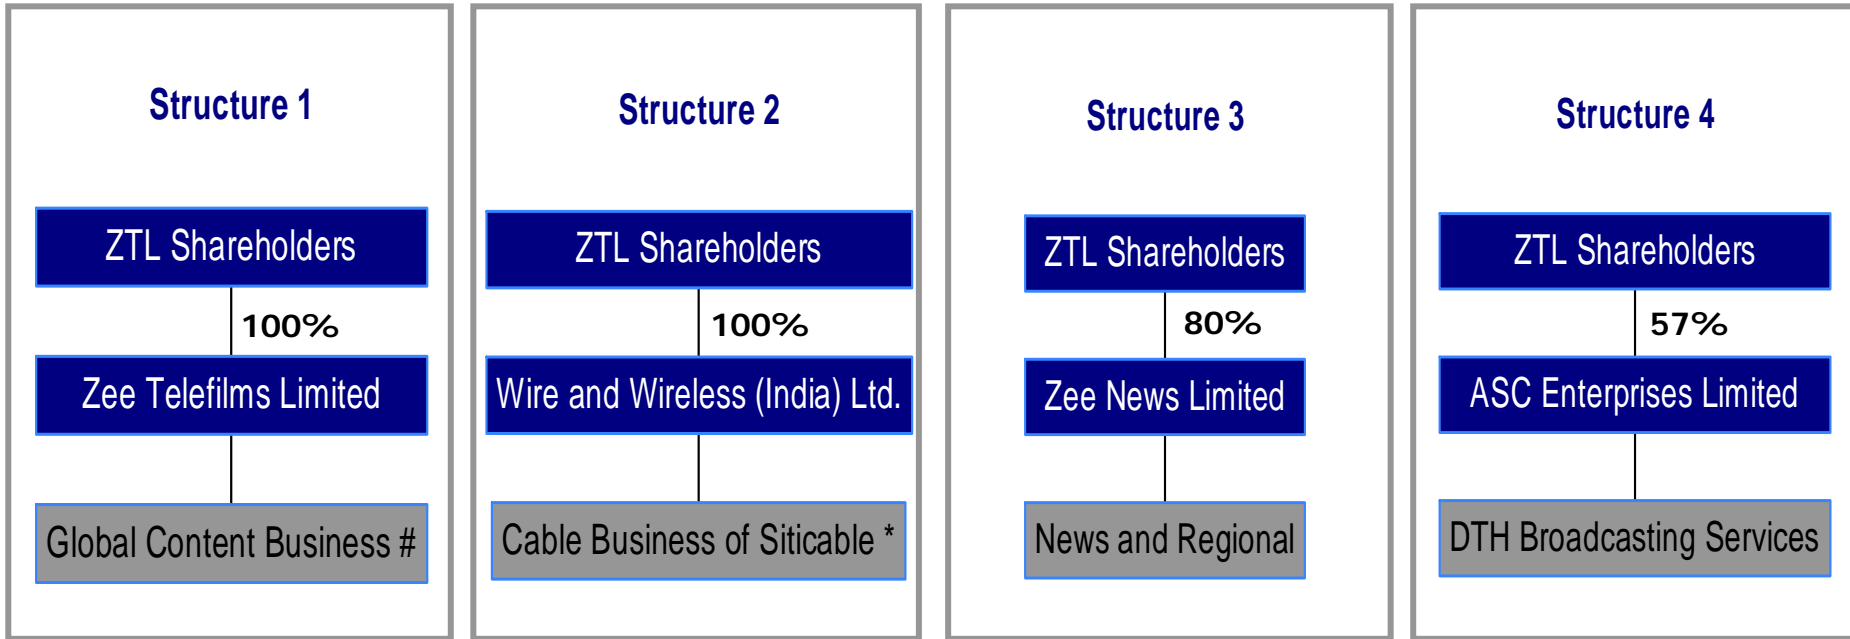 Structure 1
ZTL Shareholders
100%
Zee Telefilms Limited
Global Content Business #
Structure 2
ZTL Shareholders
100%
Wire and Wireless (India) Ltd.
Cable Business of Siticable *
Structure 3
ZTL Shareholders
80%
Zee News Limited
News and Regional
Structure 4
ZTL Shareholders
57%
ASC Enterprises Limited
DTH Broadcasting Services